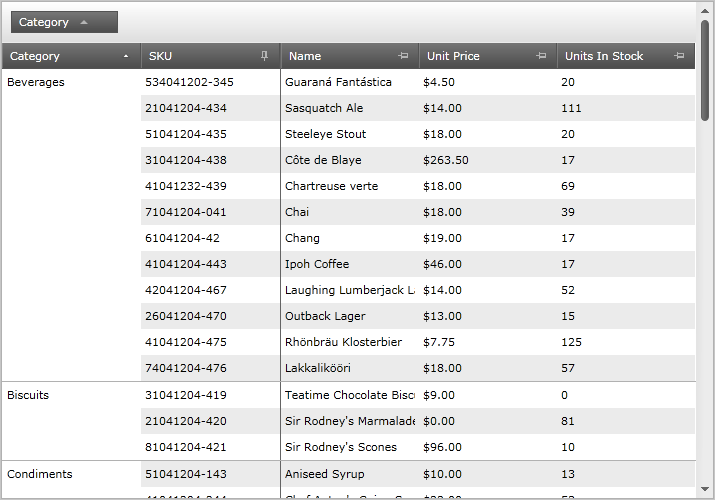 Category
Category SKU Name Unit Price Units In Stock
Beverages 534041202-345 Guaraná Fantástica $4.50 20
21041204-434 Sasquatch Ale $14.00 111
51041204-435 Steeleye Stout $18.00 20
31041204-438 Côte de Blaye $263.50 17
41041232-439 Chartreuse verte $18.00 69
71041204-041 Chai $18.00 39
61041204-42 Chang $19.00 17
41041204-443 Ipoh Coffee $46.00 17
42041204-467 Laughing Lumberjack La $14.00 52
26041204-470 Outback Lager $13.00 15
41041204-475 Rhönbräu Klosterbier $7.75 125
74041204-476 Lakkalikööri $18.00 57
Biscuits 31041204-419 Teatime Chocolate Biscu $9.00 0
21041204-420 Sir Rodney's Marmalade $0.00 81
81041204-421 Sir Rodney's Scones $96.00 10
Condiments 51041204-143 Aniseed Syrup $10.00 13